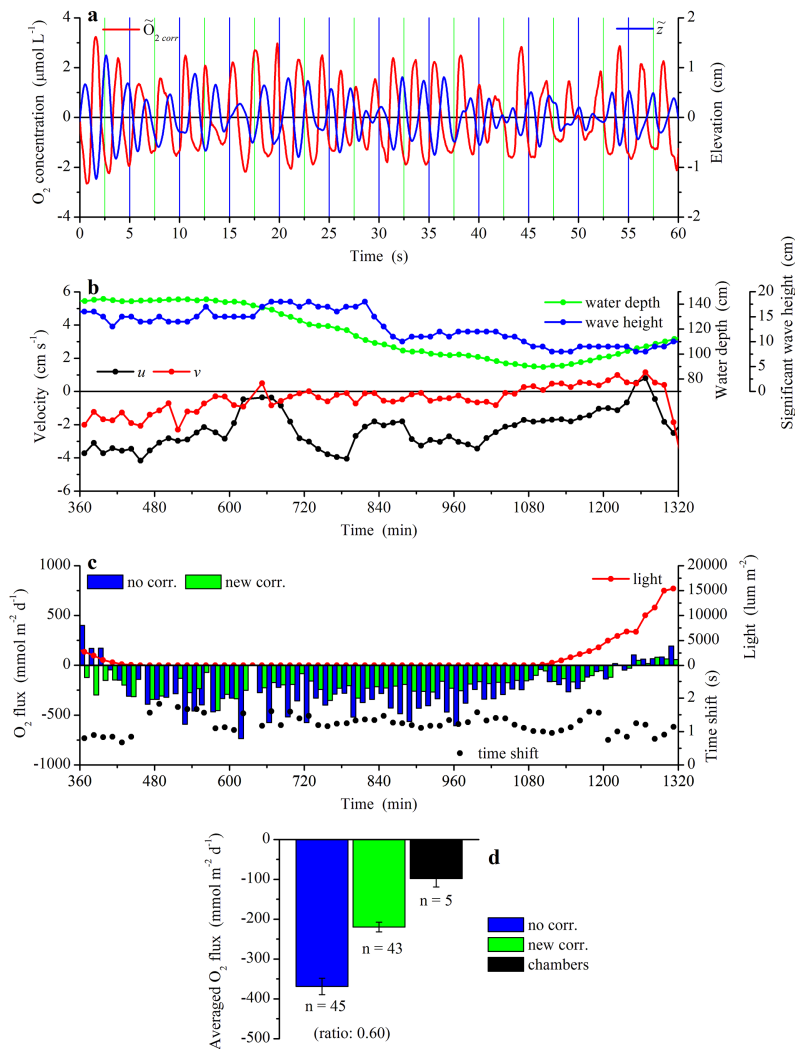 a
Õ2 corr
z̃
O2 concentration (μmol L-1)
4
2
0
-2
-4
Elevation (cm)
2
1
0
-1
-2
0 5 10 15 20 25 30 35 40 45 50 55 60
Time (s)
b
water depth
wave height
u
v
Velocity (cm s-1)
6
4
2
0
-2
-4
-6
Water depth (cm)
140
120
100
80
Significant wave height (cm)
20
15
10
5
0
360 480 600 720 840 960 1080 1200 1320
Time (min)
c
no corr.
new corr.
light
O2 flux (mmol m-2 d-1)
1000
500
0
-500
-1000
Light (lum m-2)
20000
15000
10000
5000
0
Time shift (s)
2
1
0
time shift
360 480 600 720 840 960 1080 1200 1320
Time (min)
d
Averaged O2 flux (mmol m-2 d-1)
0
-100
-200
-300
-400
-500
n = 5
n = 43
n = 45
(ratio: 0.60)
no corr.
new corr.
chambers